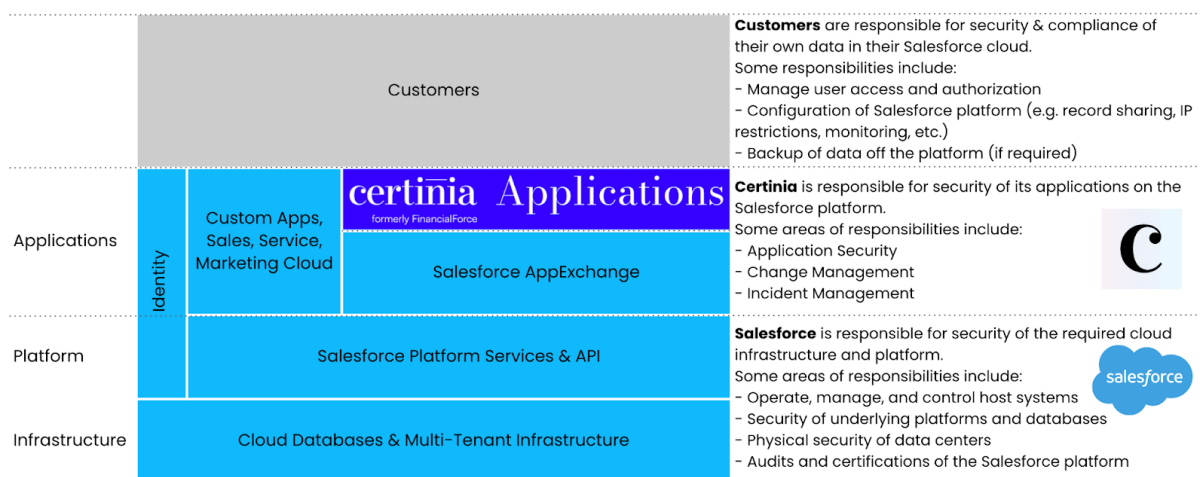 Customers
Customers are responsible for security & compliance of
their own data in their Salesforce cloud.
Some responsibilities include:
- Manage user access and authorization
- Configuration of Salesforce platform (e.g. record sharing, IP
restrictions, monitoring, etc.)
- Backup of data off the platform (if required)
Applications
Identity
Custom Apps,
Sales, Service,
Marketing Cloud
certinia Applications
formerly FinancialForce
Salesforce AppExchange
Certinia is responsible for security of its applications on the
Salesforce platform.
Some areas of responsibilities include:
- Application Security
- Change Management
- Incident Management
C
Platform
Salesforce Platform Services & API
Infrastructure
Cloud Databases & Multi-Tenant Infrastructure
Salesforce is responsible for security of the required cloud
infrastructure and platform.
Some areas of responsibilities include:
- Operate, manage, and control host systems
- Security of underlying platforms and databases
- Physical security of data centers
- Audits and certifications of the Salesforce platform
salesforce